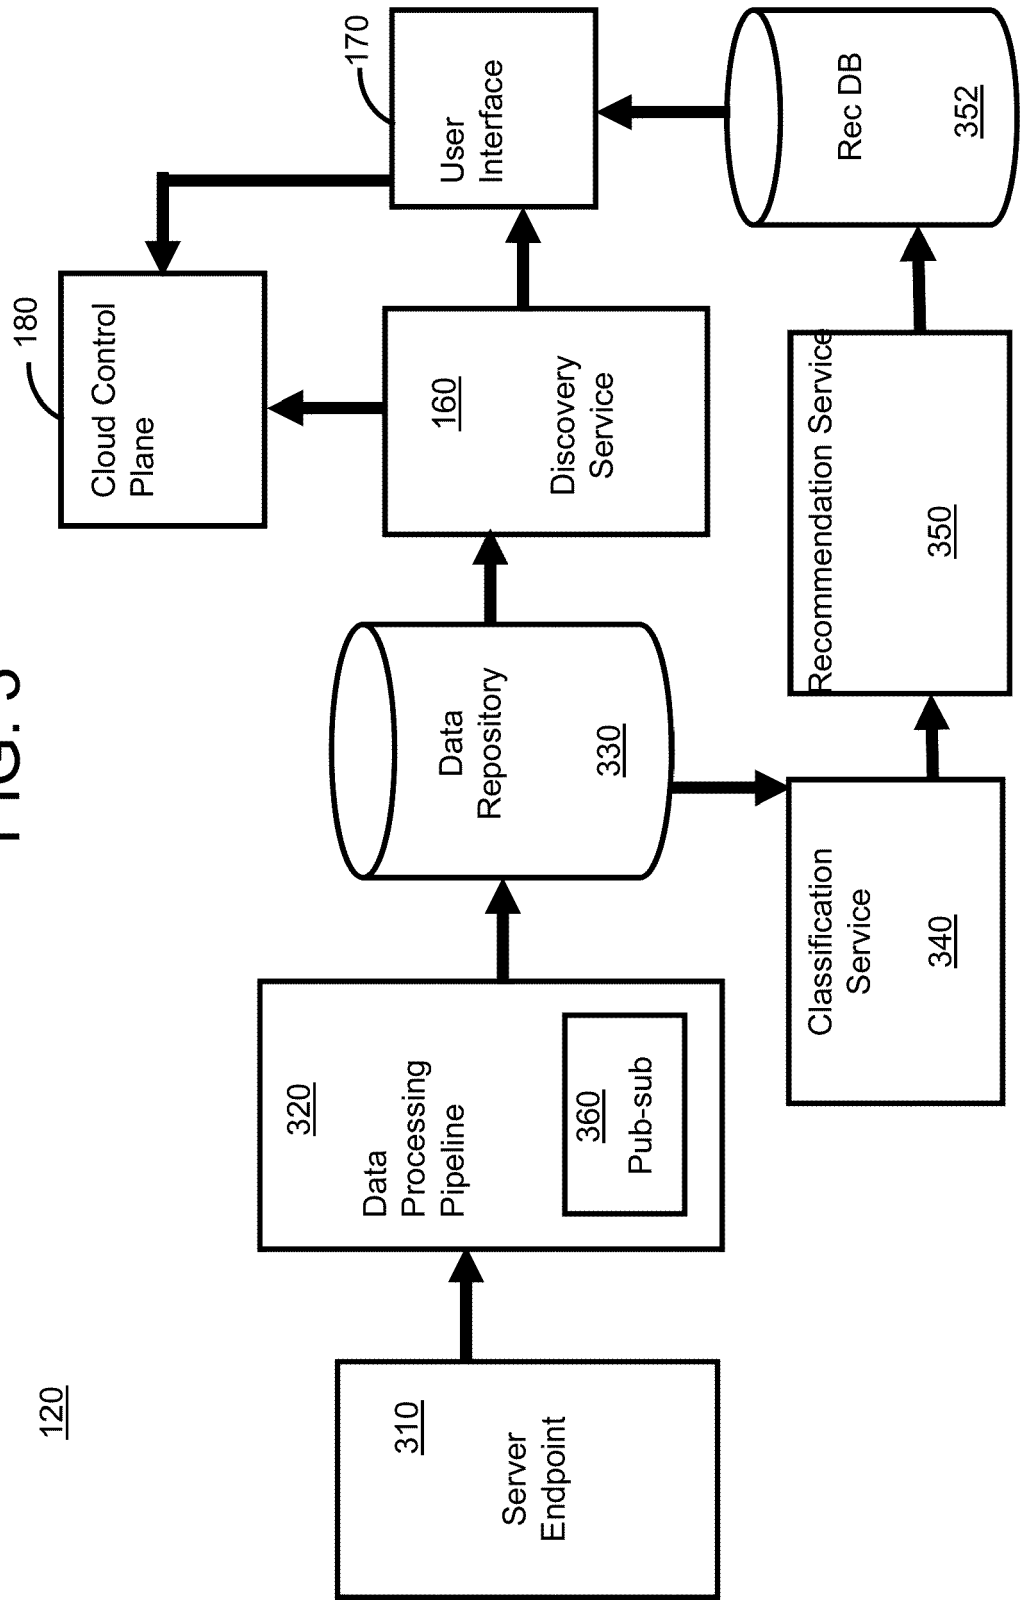 FIG. 3
120
180
Cloud Control
Plane
170
User
Interface
310
Server
Endpoint
320
Data
Processing
Pipeline
360
Pub-sub
Data
Repository
330
160
Discovery
Service
Classification
Service
340
Recommendation Service
350
Rec DB
352